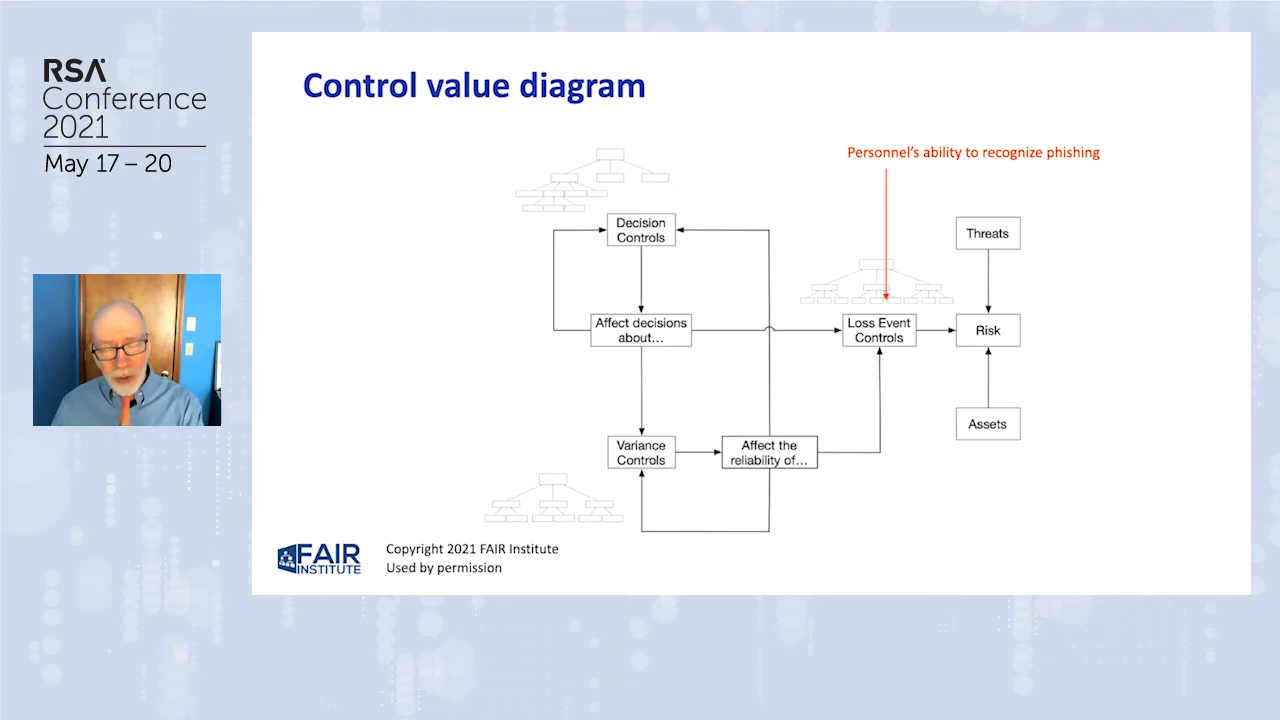 RSA
Conference
2021
May 17 – 20
Control value diagram
Personnel's ability to recognize phishing
Decision
Controls
Threats
Affect decisions
about...
Loss Event
Controls
Risk
Variance
Controls
Affect the
reliability of...
Assets
FAIR
INSTITUTE
Copyright 2021 FAIR Institute
Used by permission